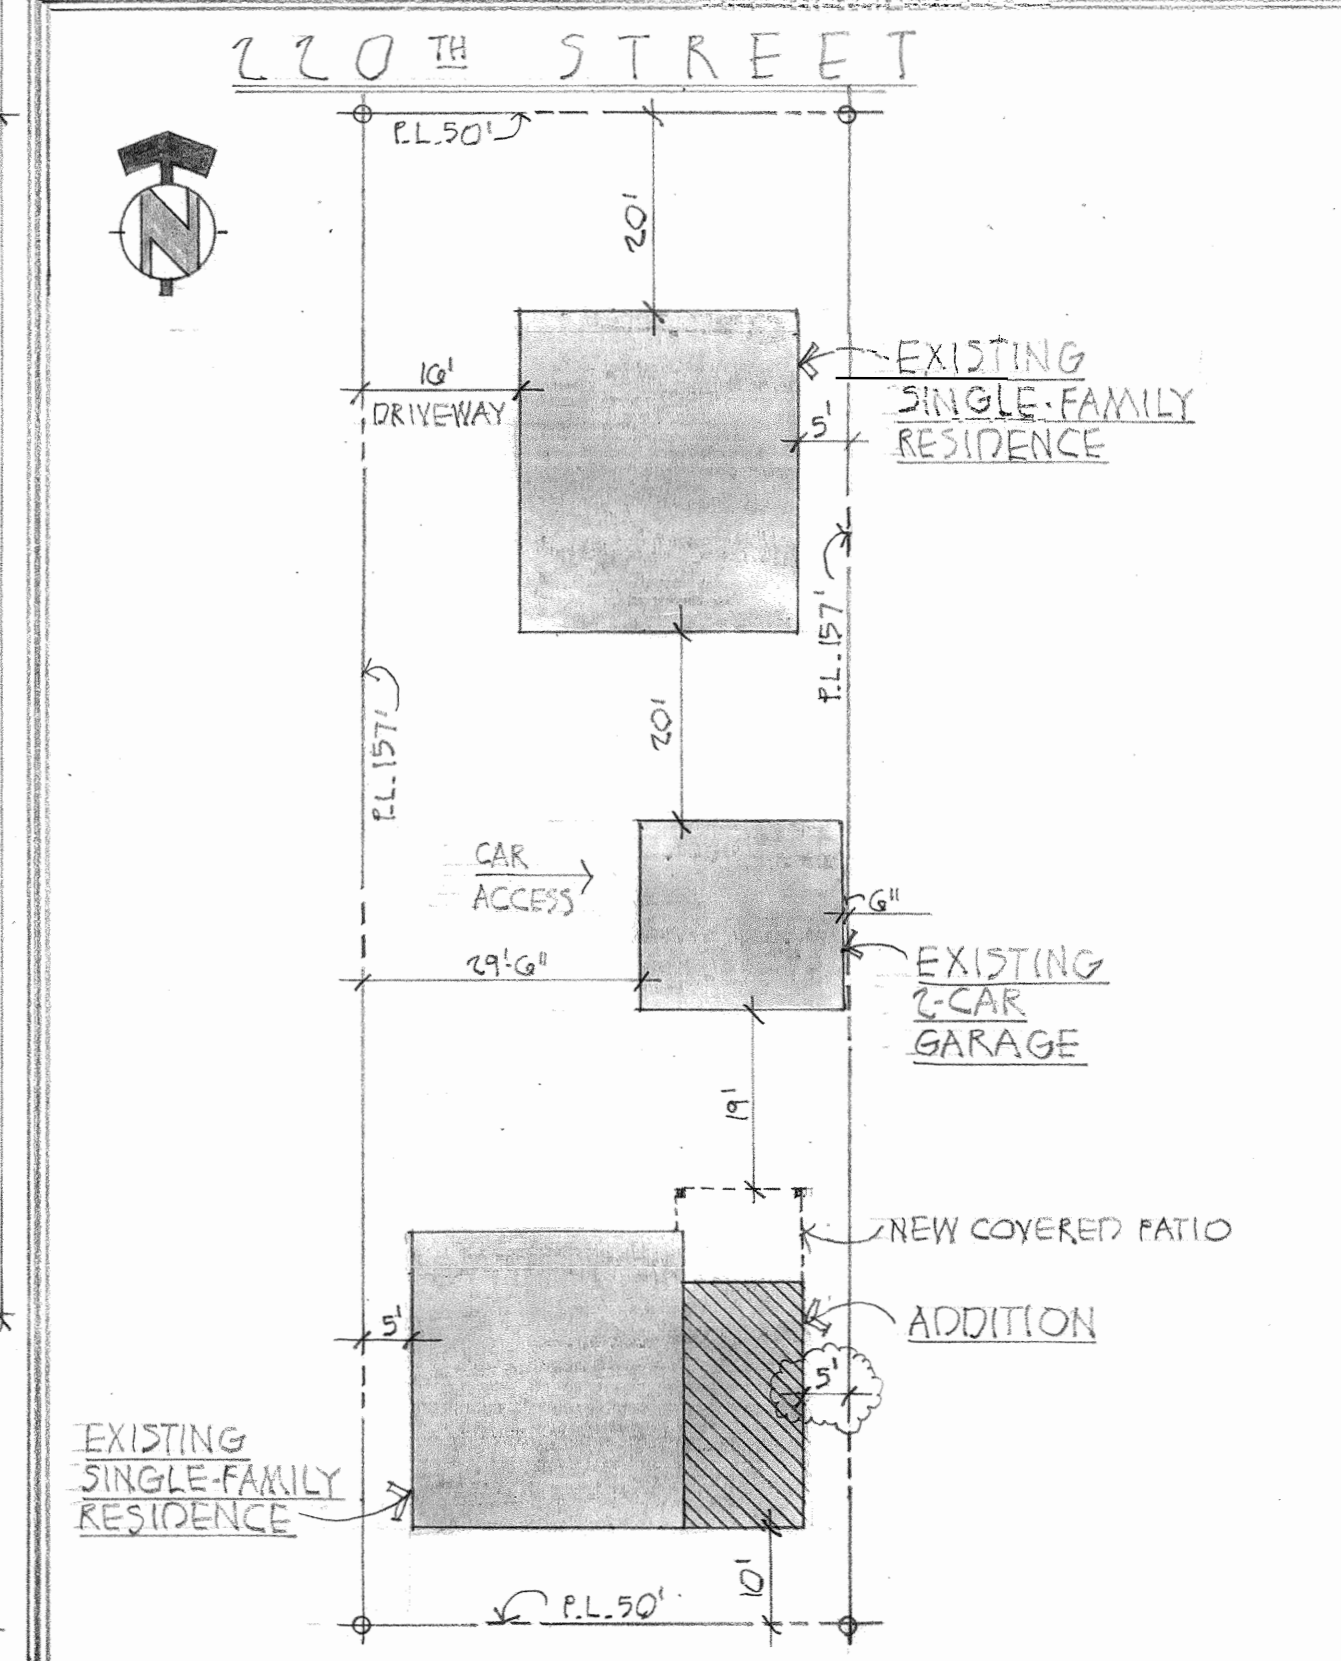 220TH STREET
P.L. 50'
N
20'
16'
DRIVEWAY
EXISTING
SINGLE-FAMILY
RESIDENCE
5'
P.L. 157'
20'
P.L. 157'
CAR
ACCESS
6"
29'-6"
EXISTING
2-CAR
GARAGE
19'
NEW COVERED PATIO
ADDITION
5'
5'
EXISTING
SINGLE-FAMILY
RESIDENCE
10'
P.L. 50'